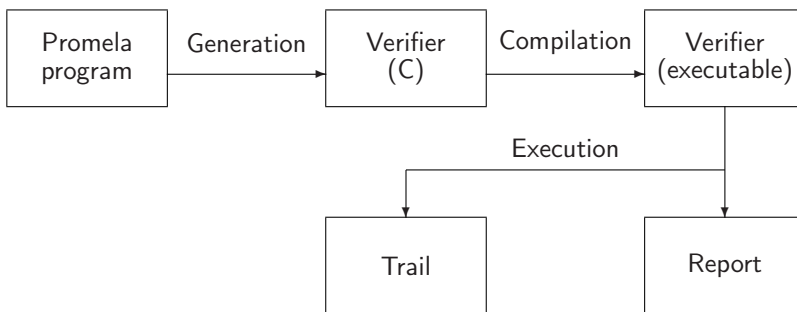 Promela
program
Generation
Verifier
(C)
Compilation
Verifier
(executable)
Execution
Trail
Report